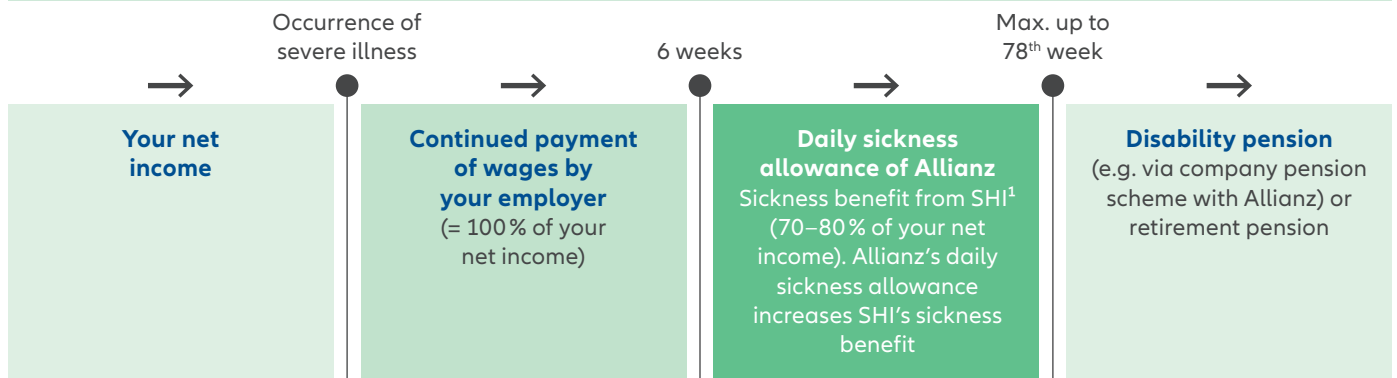 Occurrence of
severe illness
6 weeks
Max. up to
78th week
Your net
income
Continued payment
of wages by
your employer
(= 100 % of your
net income)
Daily sickness
allowance of Allianz
Sickness benefit from SHI¹
(70–80 % of your net
income). Allianz’s daily
sickness allowance
increases SHI’s sickness
benefit
Disability pension
(e.g. via company pension
scheme with Allianz) or
retirement pension